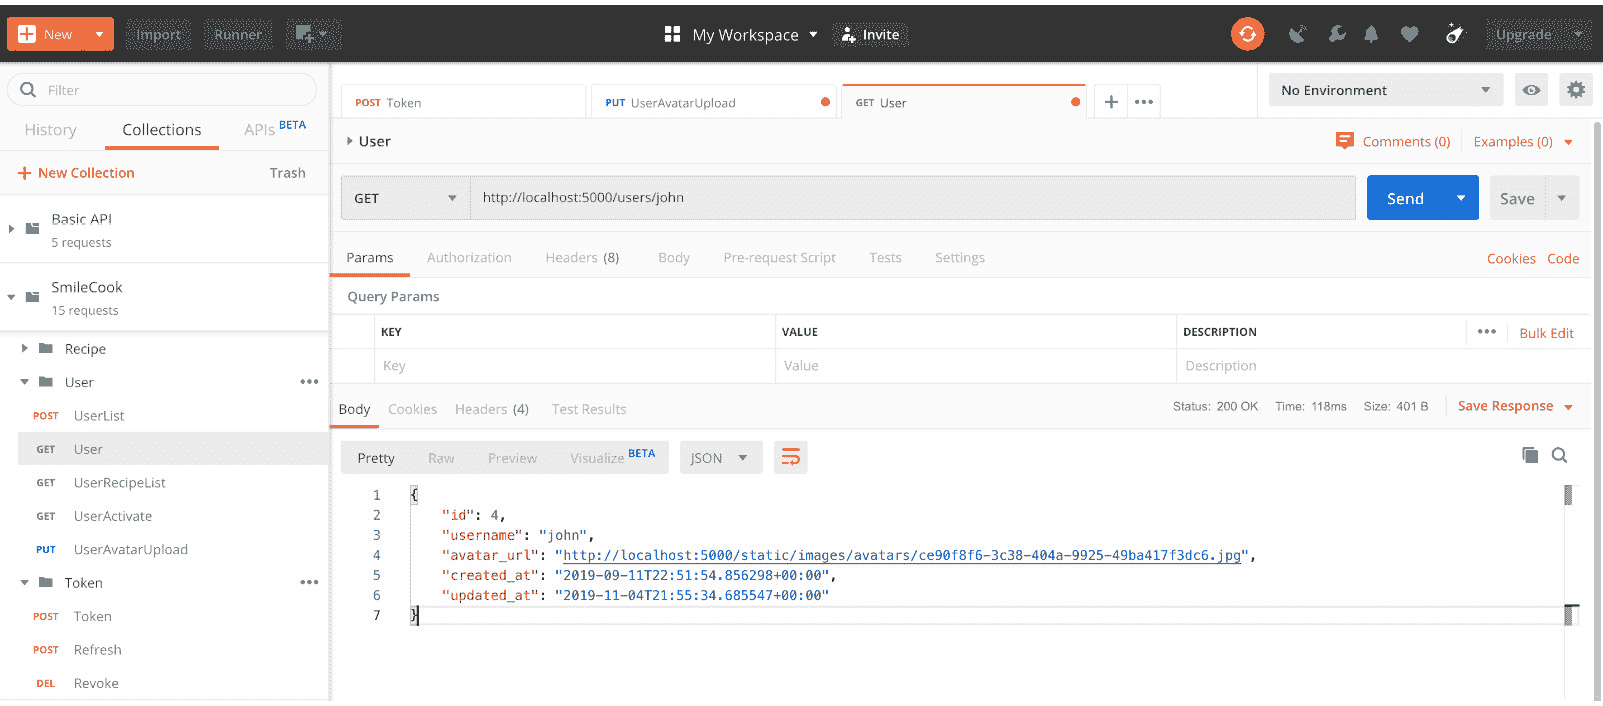 New Import Runner My Workspace Invite Upgrade
Filter
History Collections APIs BETA
New Collection Trash
Basic API
5 requests
SmileCook
15 requests
Recipe
User
POST UserList
GET User
GET UserRecipeList
GET UserActivate
PUT UserAvatarUpload
Token
POST Token
POST Refresh
DEL Revoke
POST Token PUT UserAvatarUpload GET User No Environment
User Comments (0) Examples (0)
GET http://localhost:5000/users/john Send Save
Params Authorization Headers (8) Body Pre-request Script Tests Settings Cookies Code
Query Params
KEY VALUE DESCRIPTION Bulk Edit
Key Value Description
Body Cookies Headers (4) Test Results Status: 200 OK Time: 118ms Size: 401 B Save Response
Pretty Raw Preview Visualize BETA JSON
1 {
2 "id": 4,
3 "username": "john",
4 "avatar_url": "http://localhost:5000/static/images/avatars/ce90f8f6-3c38-404a-9925-49ba417f3dc6.jpg",
5 "created_at": "2019-09-11T22:51:54.856298+00:00",
6 "updated_at": "2019-11-04T21:55:34.685547+00:00"
7 }